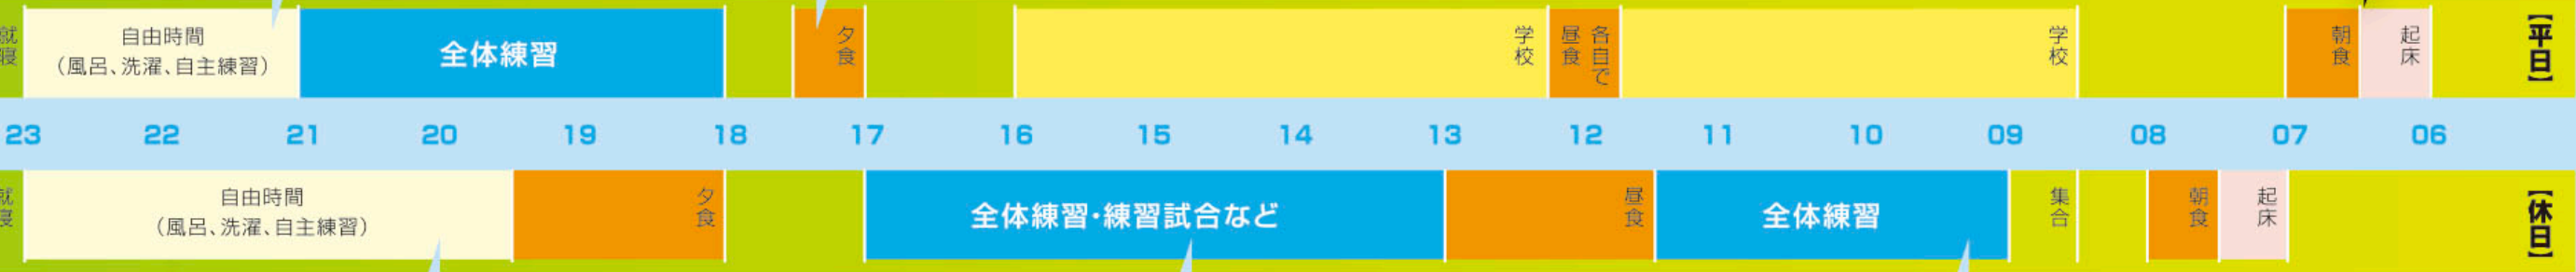 【平日】
起床
朝食
学校
各自で
昼食
学校
夕食
全体練習
自由時間
（風呂、洗濯、自主練習）
就寝
23 22 21 20 19 18 17 16 15 14 13 12 11 10 09 08 07 06
【休日】
起床
朝食
集合
全体練習
昼食
全体練習・練習試合など
夕食
自由時間
（風呂、洗濯、自主練習）
就寝